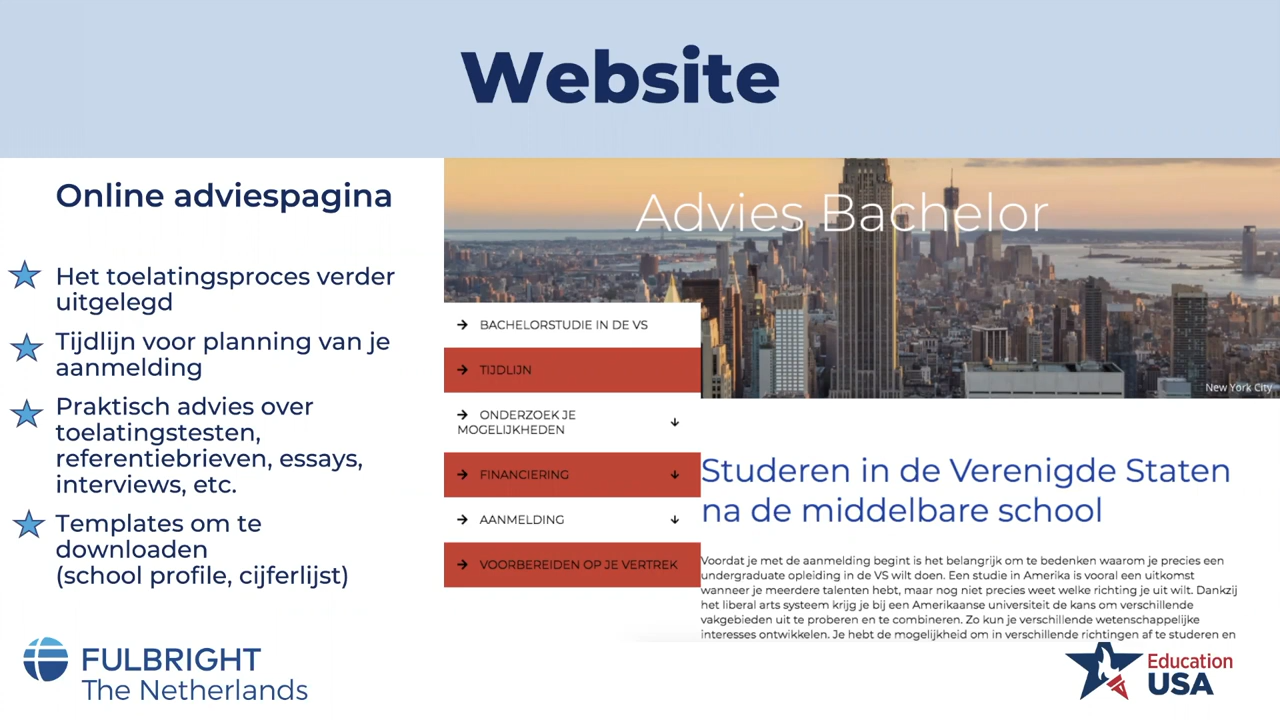 Website
Online adviespagina
Het toelatingsproces verder
uitgelegd
Tijdlijn voor planning van je
aanmelding
Praktisch advies over
toelatingstesten,
referentiebrieven, essays,
interviews, etc.
Templates om te
downloaden
(school profile, cijferlijst)
FULBRIGHT
The Netherlands
Advies Bachelor
New York City
BACHELORSTUDIE IN DE VS
TIJDLIJN
ONDERZOEK JE
MOGELIJKHEDEN
FINANCIERING
AANMELDING
VOORBEREIDEN OP JE VERTREK
Studeren in de Verenigde Staten
na de middelbare school
Voordat je met de aanmelding begint is het belangrijk om te bedenken waarom je precies een
undergraduate opleiding in de VS wilt doen. Een studie in Amerika is vooral een uitkomst
wanneer je meerdere talenten hebt, maar nog niet precies weet welke richting je uit wilt. Dankzij
het liberal arts systeem krijg je bij een Amerikaanse universiteit de kans om verschillende
vakgebieden uit te proberen en te combineren. Zo kun je verschillende wetenschappelijke
interesses ontwikkelen. Je hebt de mogelijkheid om in verschillende richtingen af te studeren en
Education
USA